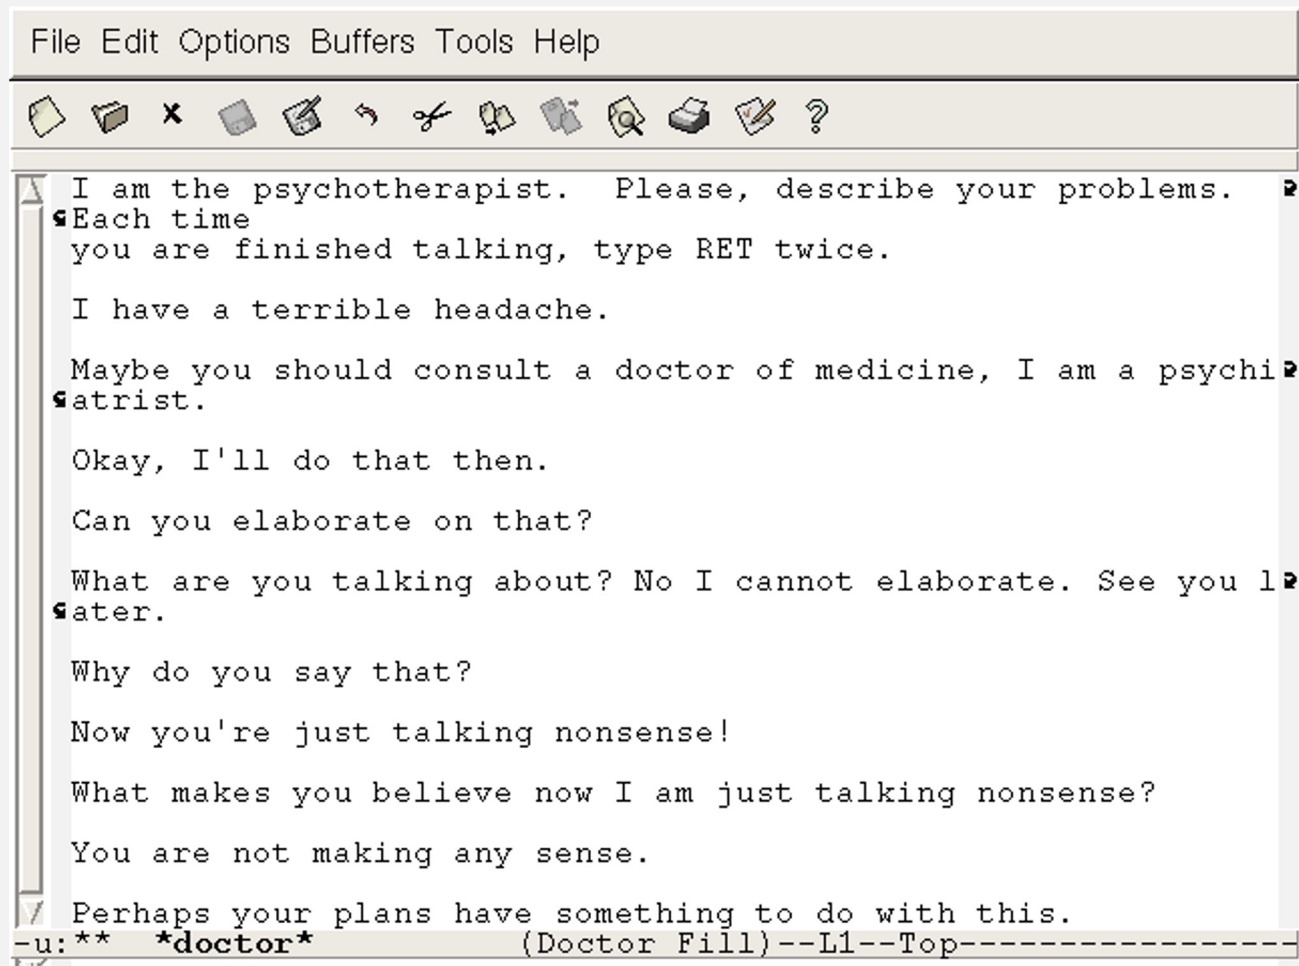 File Edit Options Buffers Tools Help
I am the psychotherapist.  Please, describe your problems.
Each time
you are finished talking, type RET twice.
I have a terrible headache.
Maybe you should consult a doctor of medicine, I am a psychi
atrist.
Okay, I'll do that then.
Can you elaborate on that?
What are you talking about? No I cannot elaborate. See you l
ater.
Why do you say that?
Now you're just talking nonsense!
What makes you believe now I am just talking nonsense?
You are not making any sense.
Perhaps your plans have something to do with this.
-u:**  *doctor*          (Doctor Fill)--L1--Top-----------------